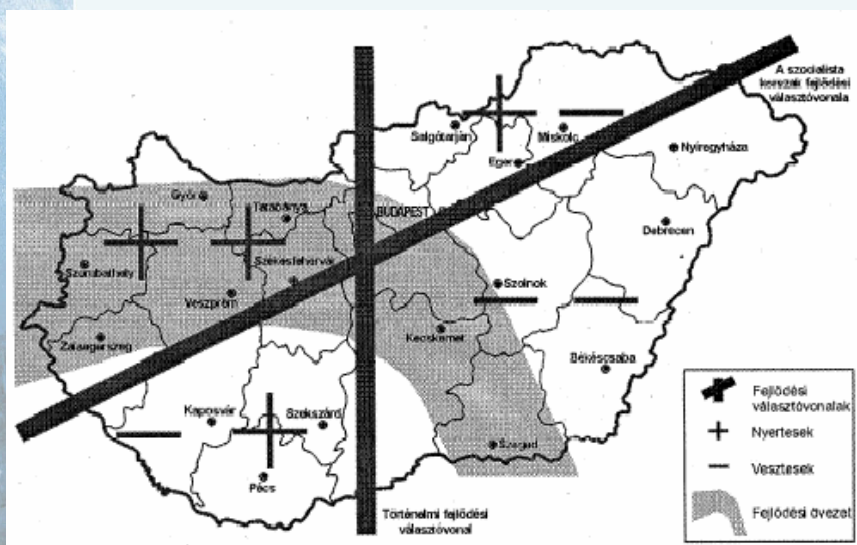 A szocialista
korszak fejlődési
választóvonala
Salgótarján
Miskolc
Nyíregyháza
Eger
Győr
Tatabánya
BUDAPEST
Debrecen
Szombathely
Székesfehérvár
Veszprém
Szolnok
Zalaegerszeg
Kecskemét
Békéscsaba
Kaposvár
Szekszárd
Szeged
Pécs
Történelmi fejlődési
választóvonal
Fejlődési
választóvonalak
Nyertesek
Vesztesek
Fejlődési övezet